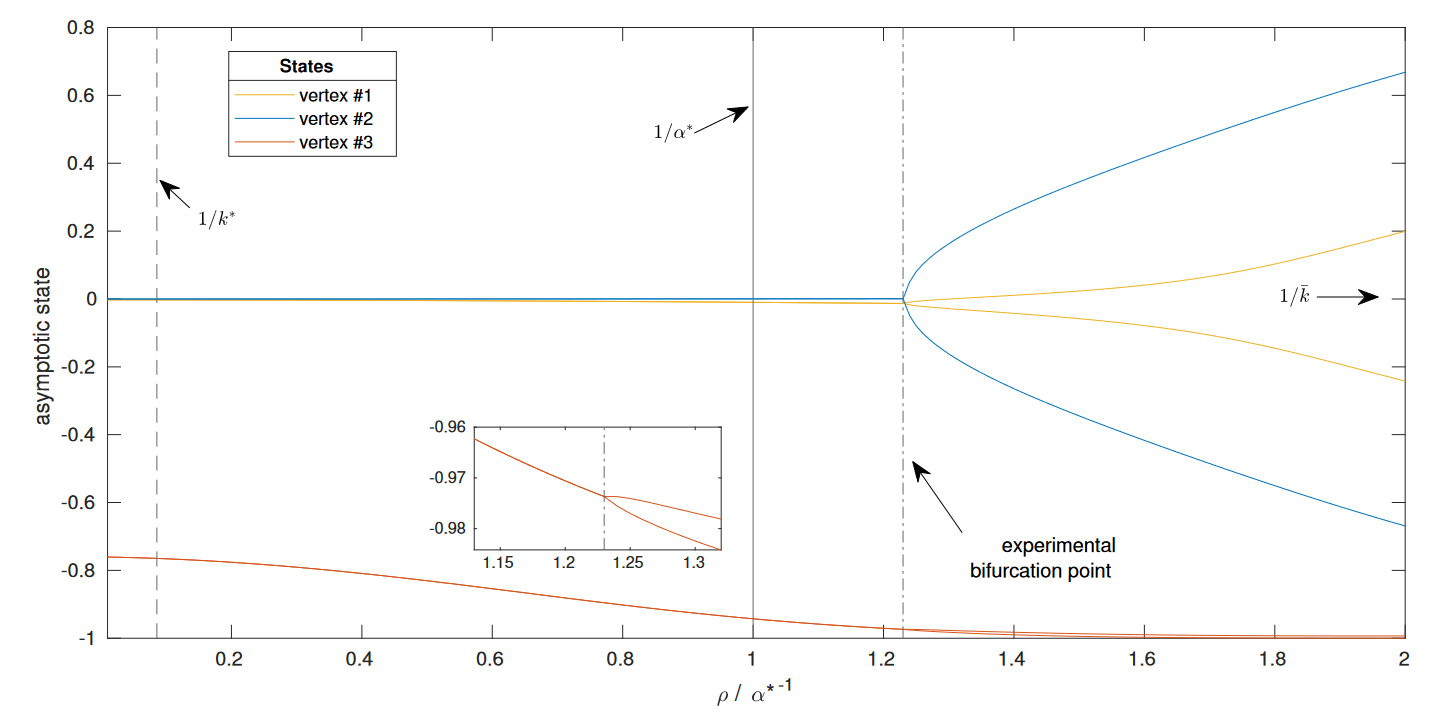 0.8
0.6
0.4
0.2
0
-0.2
-0.4
-0.6
-0.8
-1
asymptotic state
States
vertex #1
vertex #2
vertex #3
1/k*
1/α*
1/k̄
experimental
bifurcation point
-0.96
-0.97
-0.98
1.15 1.2 1.25 1.3
0.2 0.4 0.6 0.8 1 1.2 1.4 1.6 1.8 2
ρ / α*⁻¹